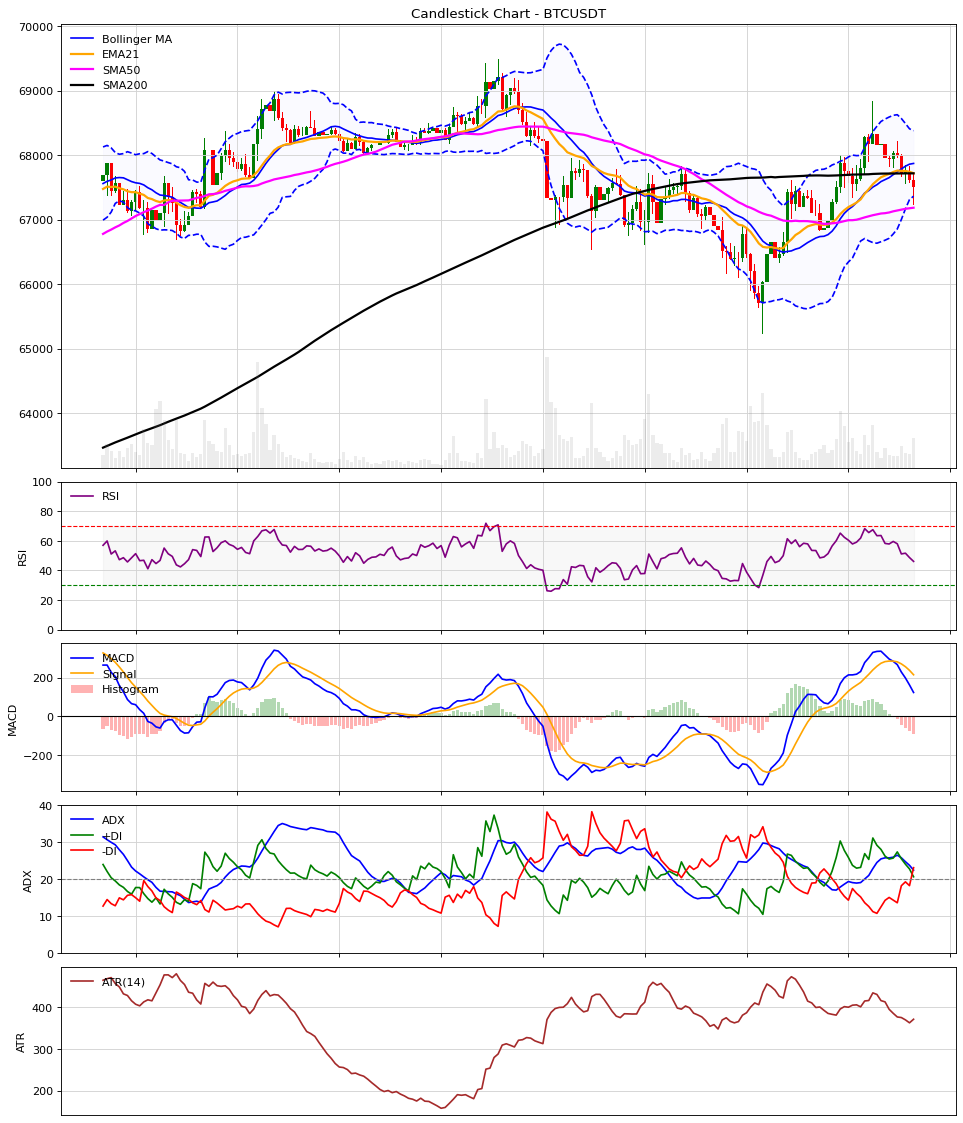 Candlestick Chart - BTCUSDT
70000
69000
68000
67000
66000
65000
64000
Bollinger MA
EMA21
SMA50
SMA200
100
80
60
40
20
0
RSI
RSI
200
0
−200
MACD
MACD
Signal
Histogram
40
30
20
10
0
ADX
ADX
+DI
-DI
400
300
200
ATR
ATR(14)